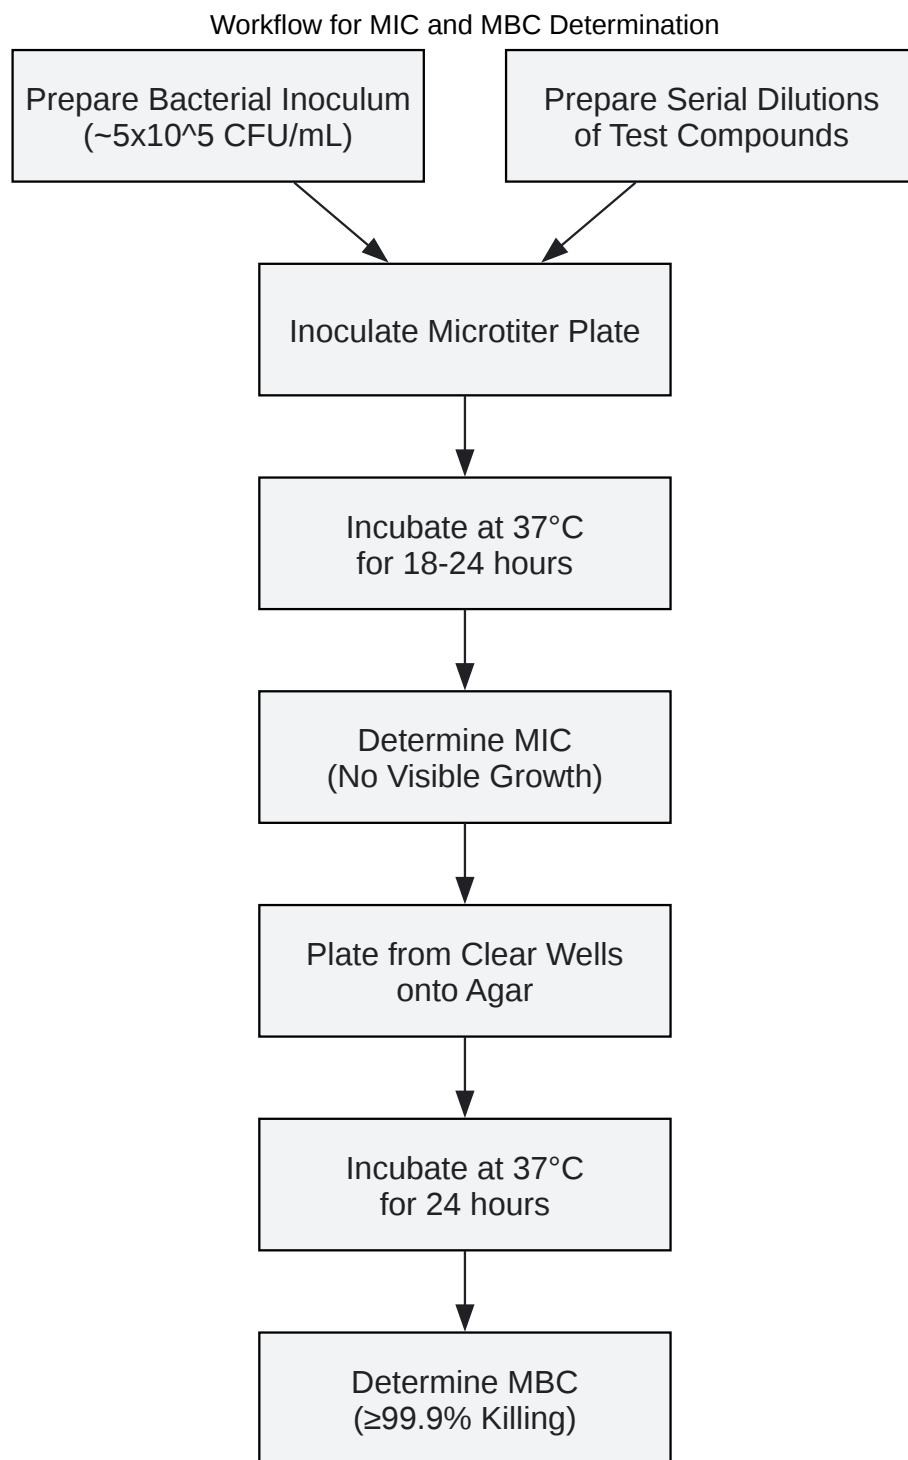 Workflow for MIC and MBC Determination
Prepare Bacterial Inoculum
(~5x10^5 CFU/mL)
Prepare Serial Dilutions
of Test Compounds
Inoculate Microtiter Plate
Incubate at 37°C
for 18-24 hours
Determine MIC
(No Visible Growth)
Plate from Clear Wells
onto Agar
Incubate at 37°C
for 24 hours
Determine MBC
(≥99.9% Killing)